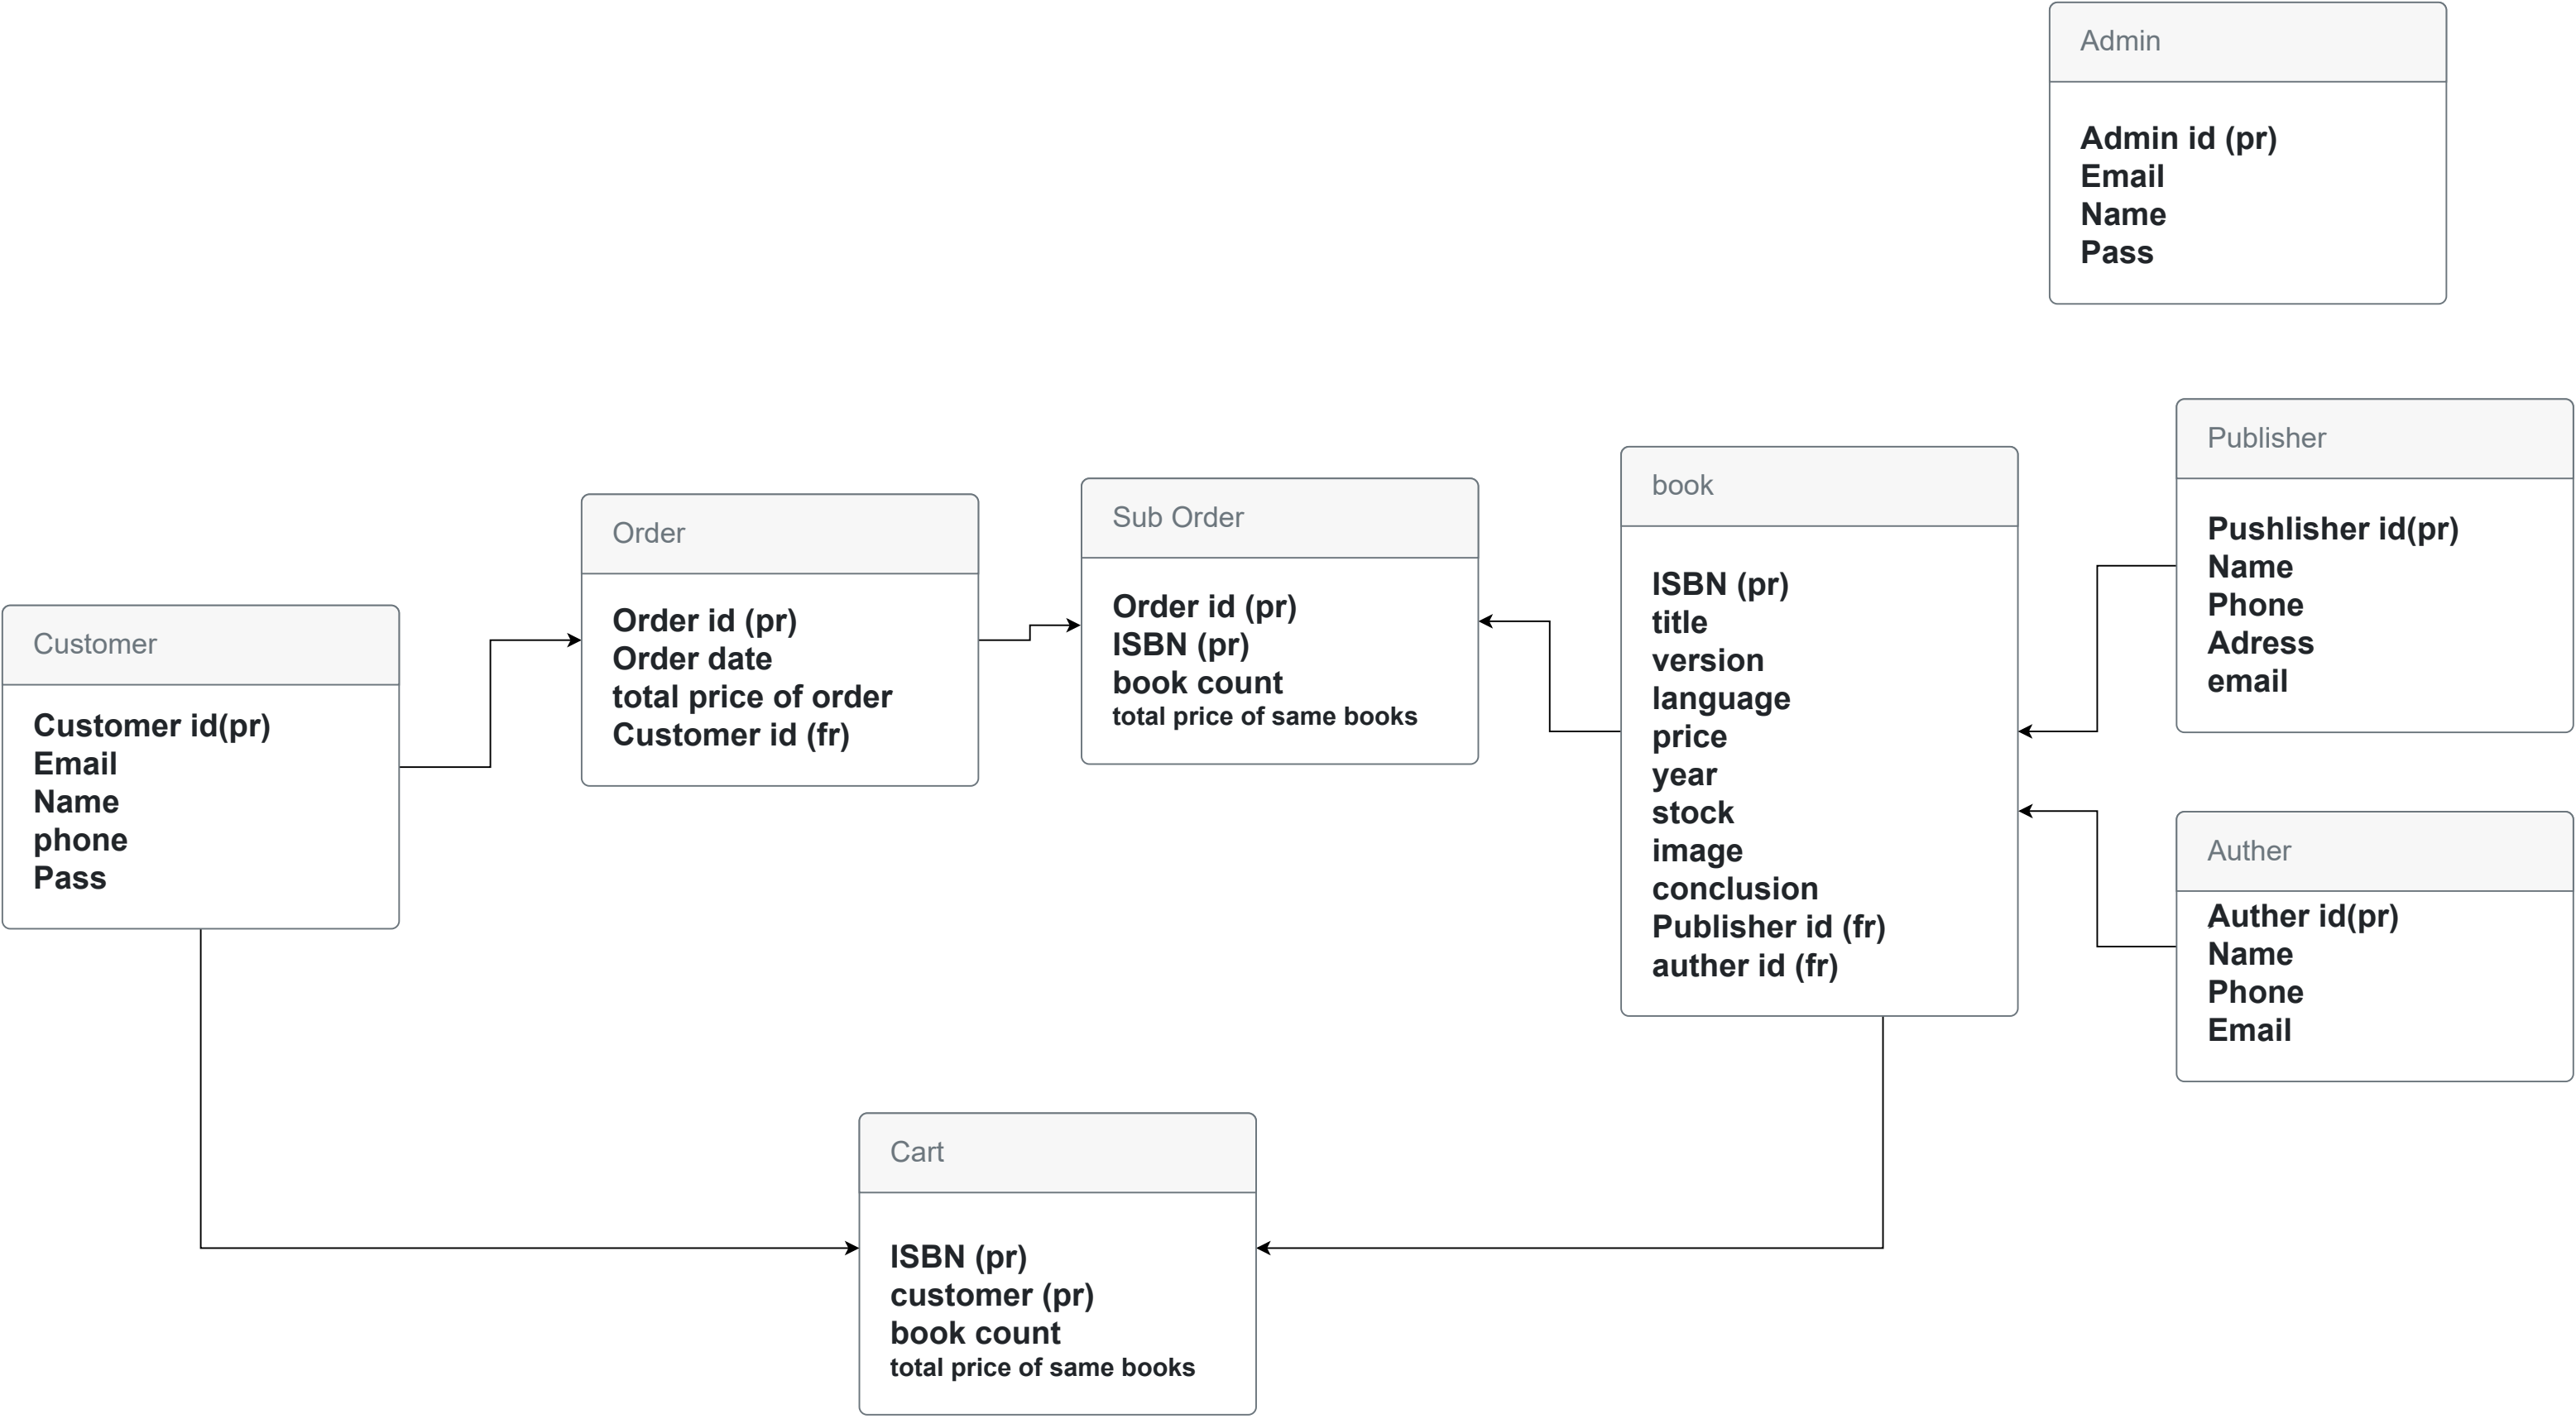 Admin
Admin id (pr)
Email
Name
Pass
Publisher
Pushlisher id(pr)
Name
Phone
Adress
email
book
ISBN (pr)
title
version
language
price
year
stock
image
conclusion
Publisher id (fr)
auther id (fr)
Sub Order
Order id (pr)
ISBN (pr)
book count
total price of same books
Order
Order id (pr)
Order date
total price of order
Customer id (fr)
Customer
Customer id(pr)
Email
Name
phone
Pass
Auther
Auther id(pr)
Name
Phone
Email
Cart
ISBN (pr)
customer (pr)
book count
total price of same books